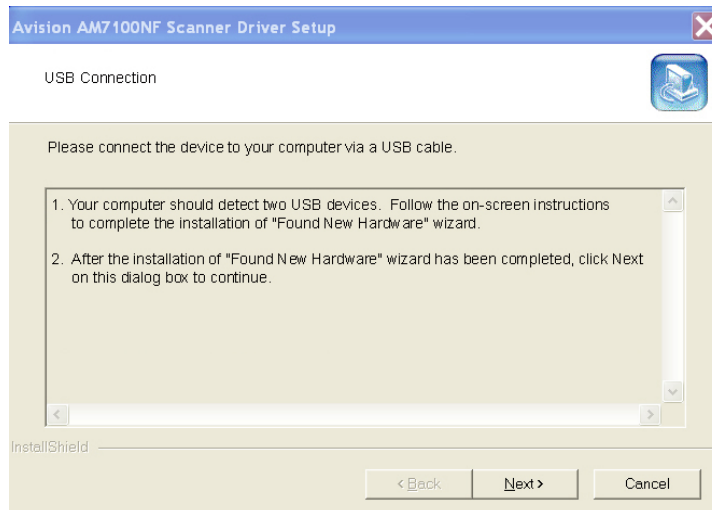 Avision AM7100NF Scanner Driver Setup
USB Connection
Please connect the device to your computer via a USB cable.
1. Your computer should detect two USB devices.  Follow the on-screen instructions
to complete the installation of "Found New Hardware" wizard.
2.  After the installation of "Found New Hardware" wizard has been completed, click Next
on this dialog box to continue.
InstallShield
< Back Next > Cancel